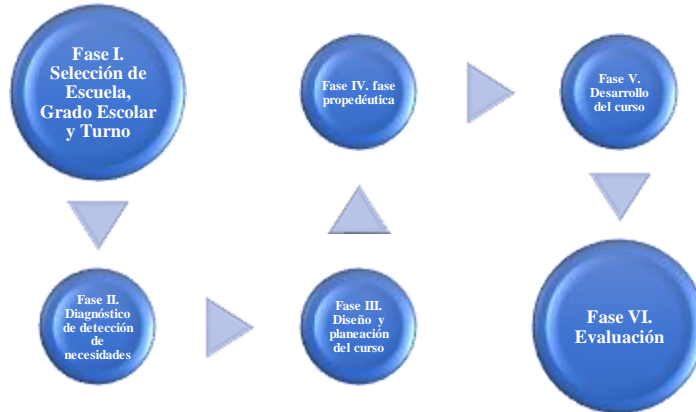 Fase I.
Selección de
Escuela,
Grado Escolar
y Turno
Fase II.
Diagnóstico
de detección
de
necesidades
Fase III.
Diseño y
planeación
del curso
Fase IV. fase
propedéutica
Fase V.
Desarrollo
del curso
Fase VI.
Evaluación